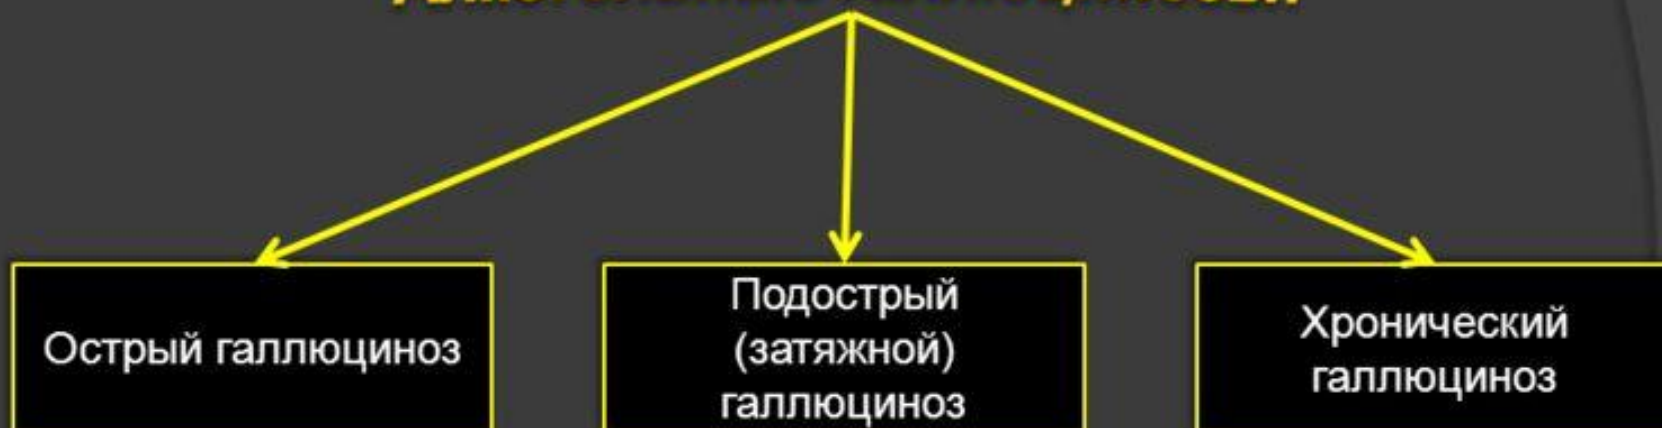 Острый галлюциноз
Подострый
(затяжной)
галлюциноз
Хронический
галлюциноз